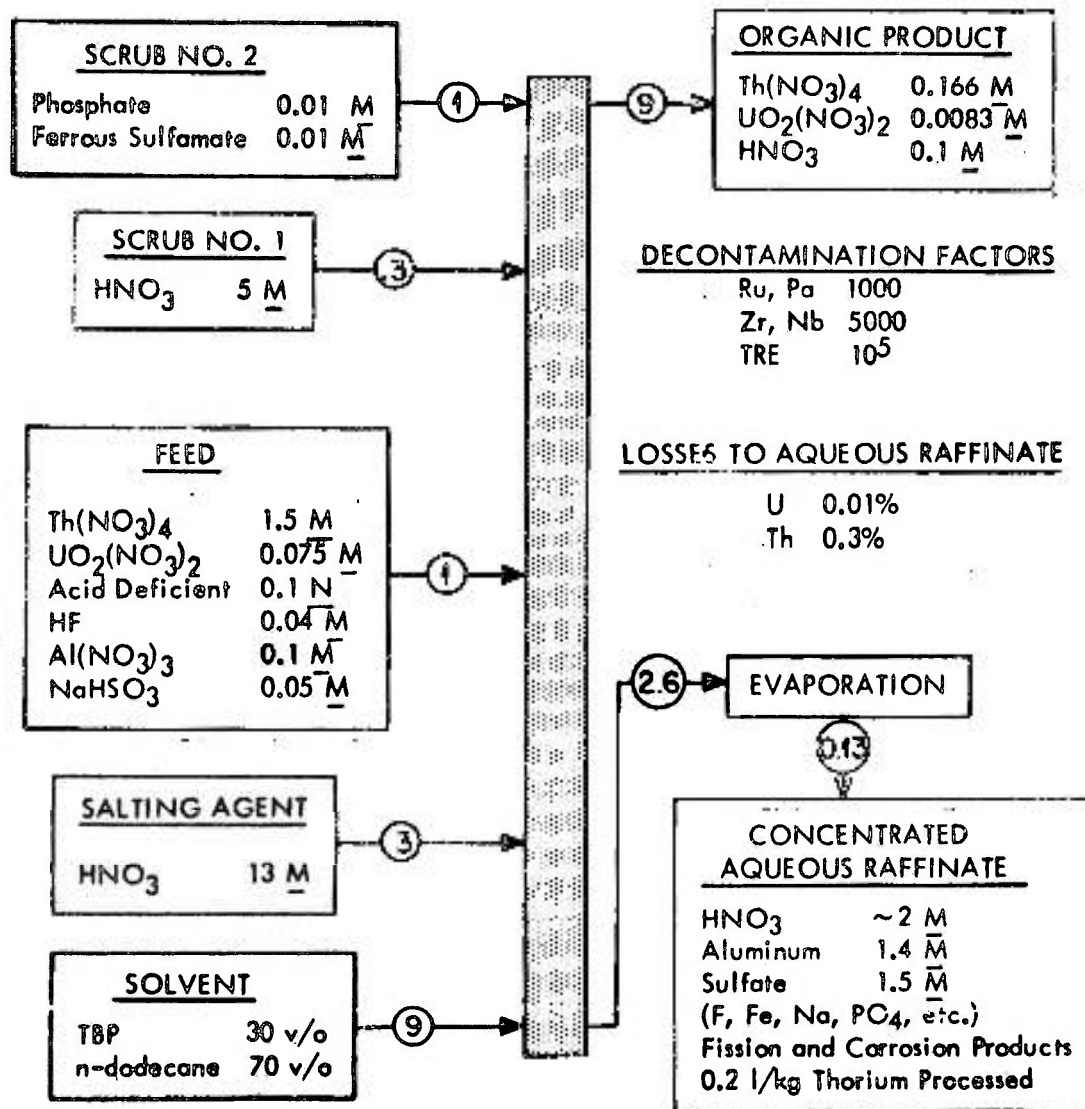 SCRUB NO. 2
Phosphate 0.01 M
Ferrous Sulfamate 0.01 M
1
SCRUB NO. 1
HNO3 5 M
.3
FEED
Th(NO3)4 1.5 M
UO2(NO3)2 0.075 M
Acid Deficient 0.1 N
HF 0.04 M
Al(NO3)3 0.1 M
NaHSO3 0.05 M
1
SALTING AGENT
HNO3 13 M
.3
SOLVENT
TBP 30 v/o
n-dodecane 70 v/o
9
9
ORGANIC PRODUCT
Th(NO3)4 0.166 M
UO2(NO3)2 0.0083 M
HNO3 0.1 M
DECONTAMINATION FACTORS
Ru, Pa 1000
Zr, Nb 5000
TRE 10^5
LOSSES TO AQUEOUS RAFFINATE
U 0.01%
Th 0.3%
2.6
EVAPORATION
0.13
CONCENTRATED
AQUEOUS RAFFINATE
HNO3 ~2 M
Aluminum 1.4 M
Sulfate 1.5 M
(F, Fe, Na, PO4, etc.)
Fission and Corrosion Products
0.2 l/kg Thorium Processed